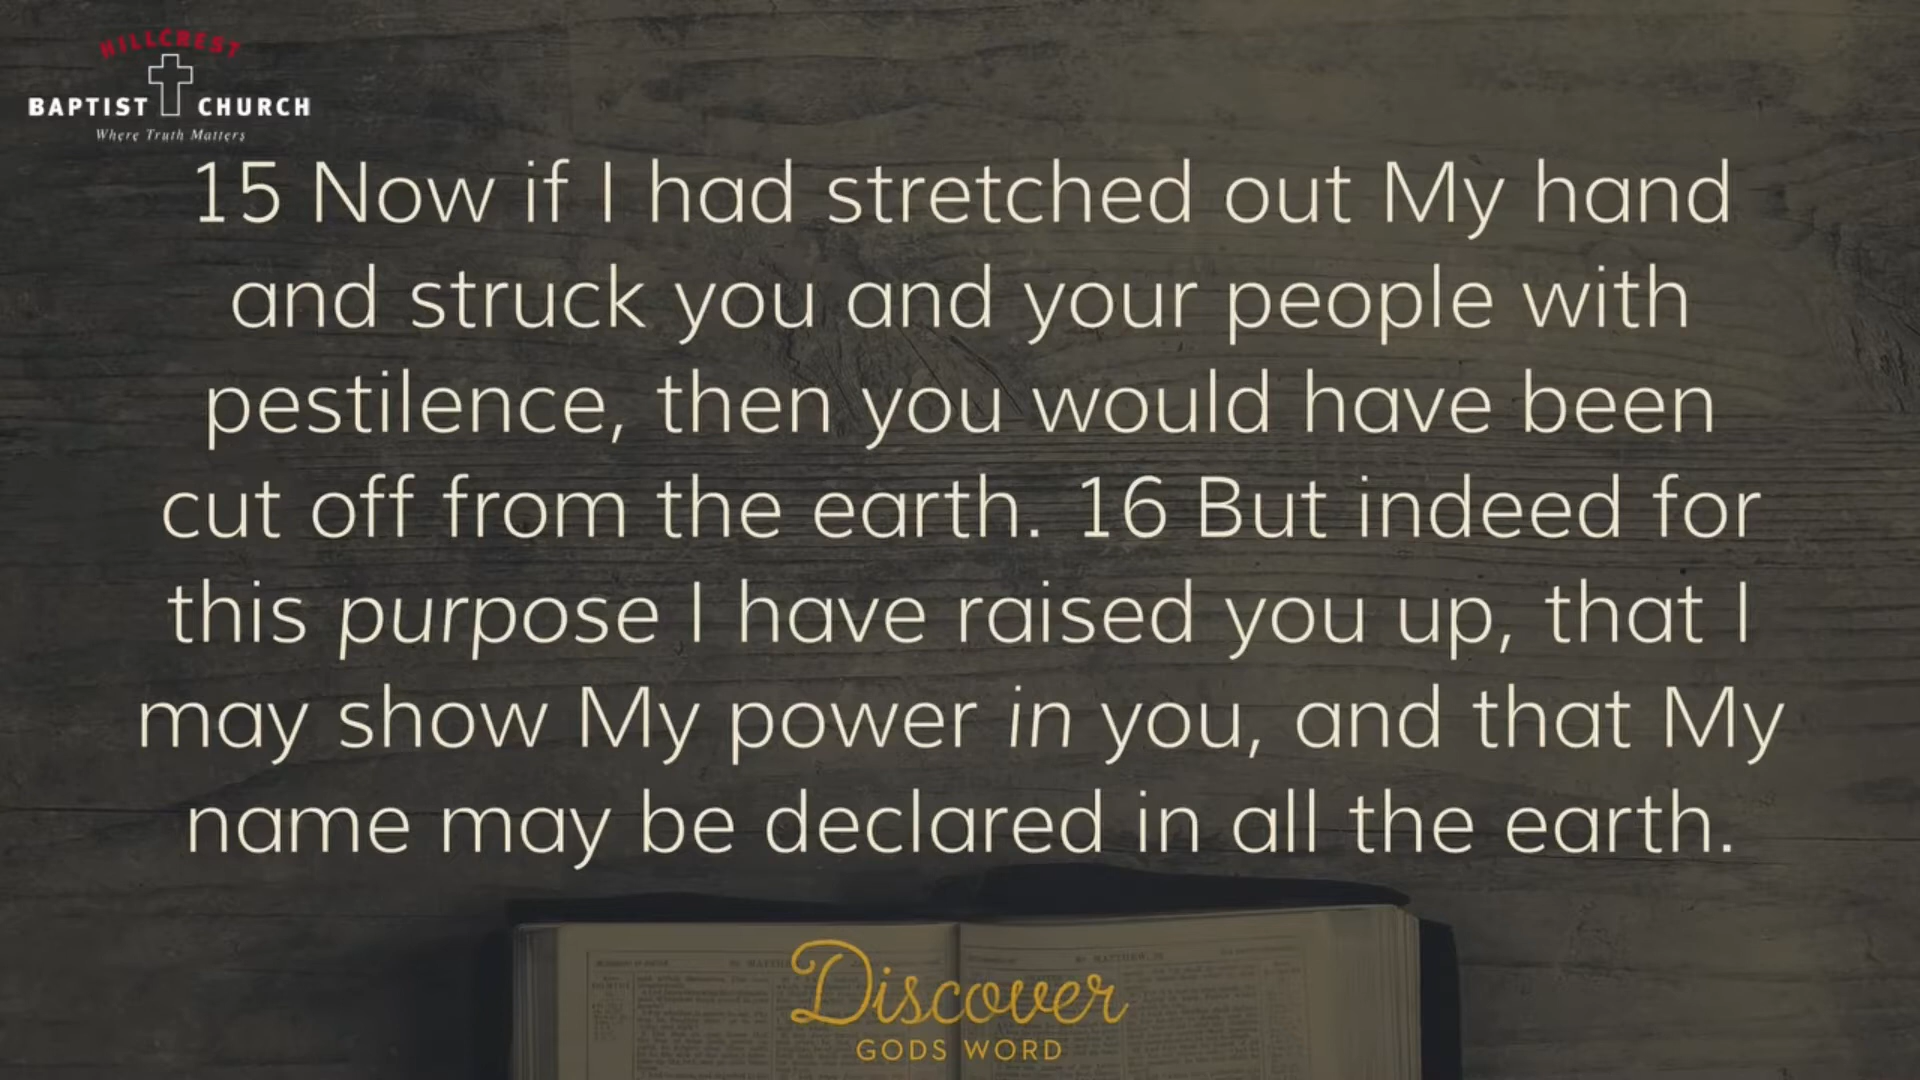 HILLCREST
BAPTIST CHURCH
Where Truth Matters
15 Now if I had stretched out My hand
and struck you and your people with
pestilence, then you would have been
cut off from the earth. 16 But indeed for
this purpose I have raised you up, that I
may show My power in you, and that My
name may be declared in all the earth.
MATTHEW
Discover
GODS WORD